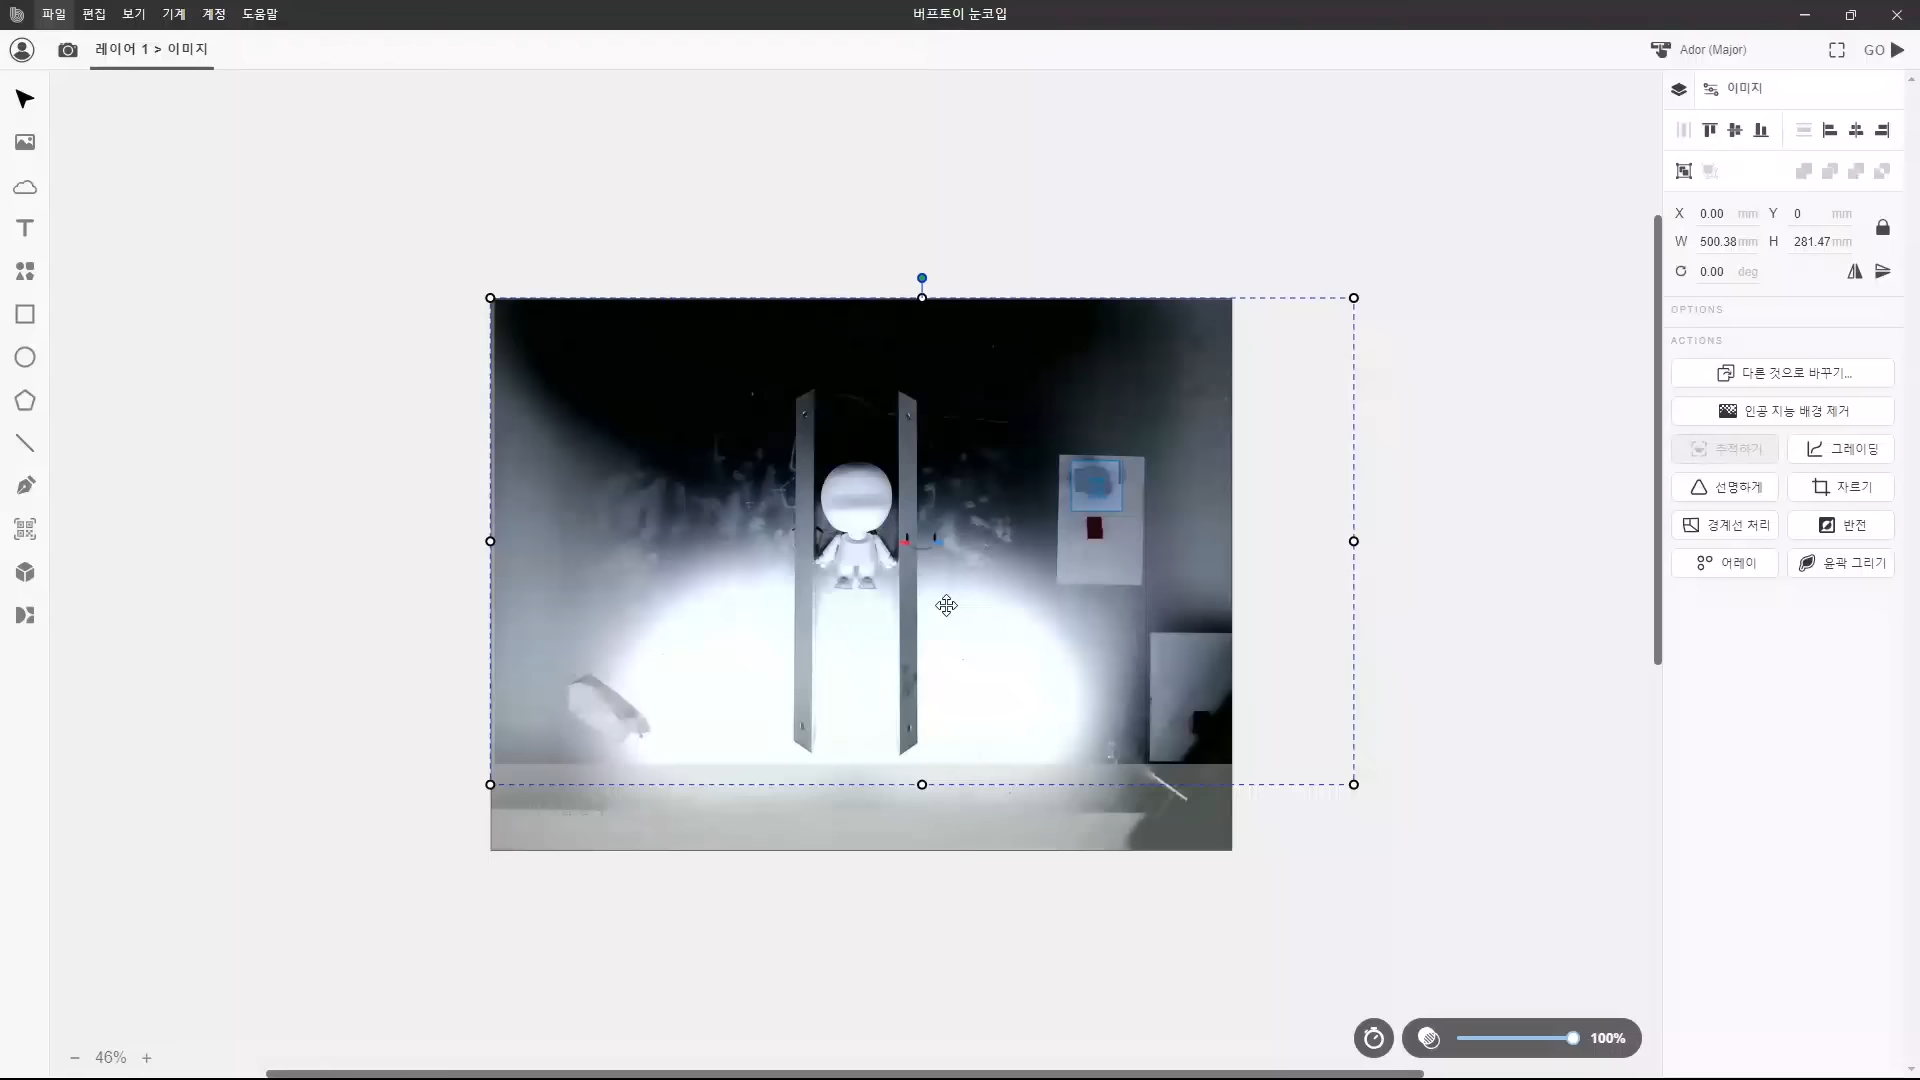 파일 편집 보기 기계 계정 도움말
버프토이 눈코입
레이어 1 > 이미지
Ador (Major)
GO
이미지
X 0.00 mm Y 0 mm
W 500.38 mm H 281.47 mm
0.00 deg
OPTIONS
ACTIONS
다른 것으로 바꾸기...
인공 지능 배경 제거
추적하기 그레이딩
선명하게 자르기
경계선 처리 반전
어레이 윤곽 그리기
46%
100%